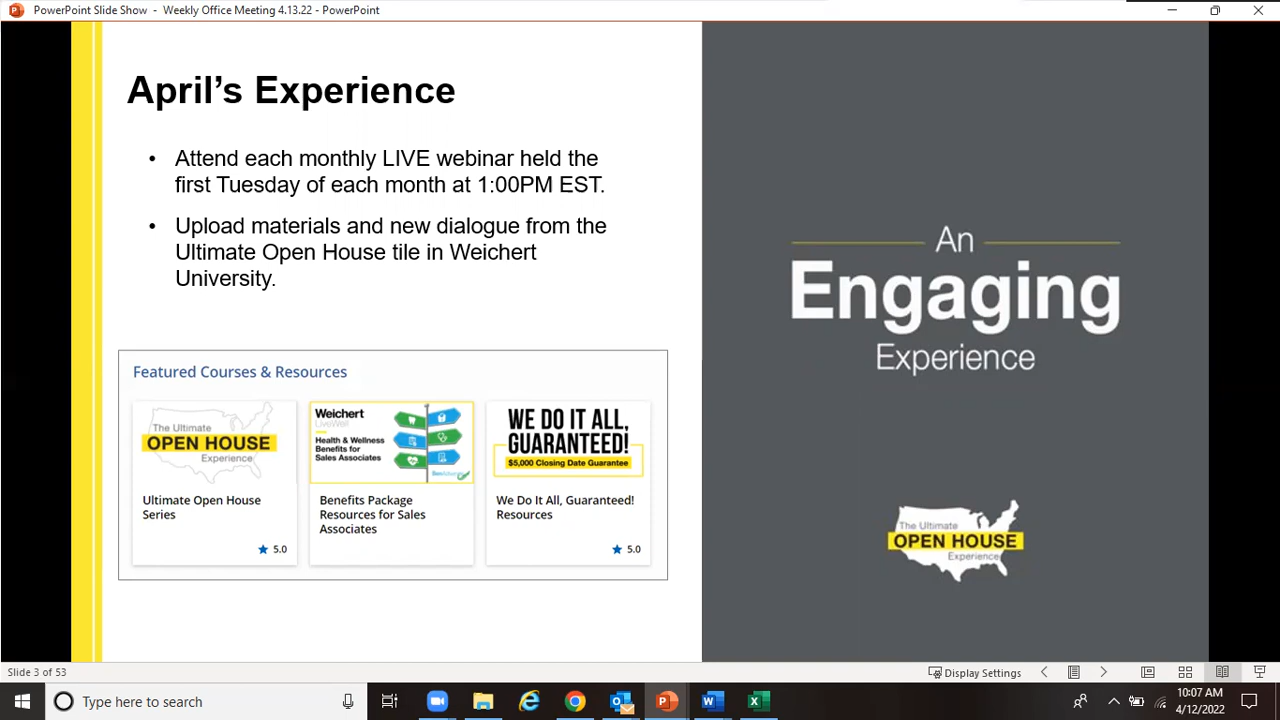 PowerPoint Slide Show - Weekly Office Meeting 4.13.22 - PowerPoint
April's Experience
• Attend each monthly LIVE webinar held the
first Tuesday of each month at 1:00PM EST.
• Upload materials and new dialogue from the
Ultimate Open House tile in Weichert
University.
Featured Courses & Resources
The Ultimate
OPEN HOUSE
Experience
Ultimate Open House
Series
5.0
Weichert
LiveWell
Health & Wellness
Benefits for
Sales Associates
Benefits Package
Resources for Sales
Associates
WE DO IT ALL,
GUARANTEED!
$5,000 Closing Date Guarantee
We Do It All, Guaranteed!
Resources
5.0
An
Engaging
Experience
The Ultimate
OPEN HOUSE
Experience
Slide 3 of 53
Display Settings
Type here to search
10:07 AM
4/12/2022